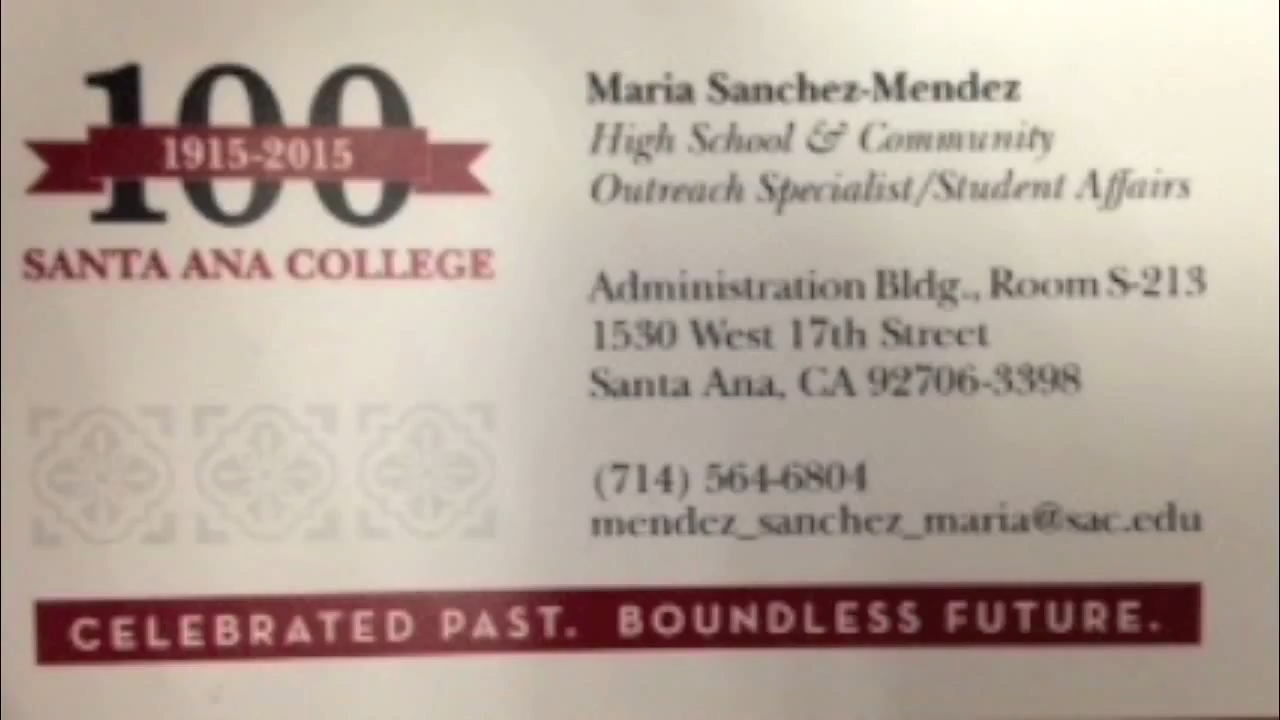 100
1915-2015
SANTA ANA COLLEGE
Maria Sanchez-Mendez
High School & Community
Outreach Specialist/Student Affairs
Administration Bldg., Room S-213
1530 West 17th Street
Santa Ana, CA 92706-3398
(714) 564-6804
mendez_sanchez_maria@sac.edu
CELEBRATED PAST. BOUNDLESS FUTURE.